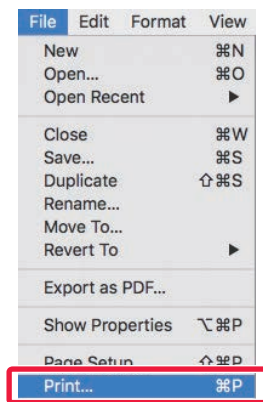 File Edit Format View
New ⌘N
Open... ⌘O
Open Recent ▶
Close ⌘W
Save... ⌘S
Duplicate ⇧⌘S
Rename...
Move To...
Revert To ▶
Export as PDF...
Show Properties ⌥⌘P
Page Setup ⇧⌘P
Print... ⌘P